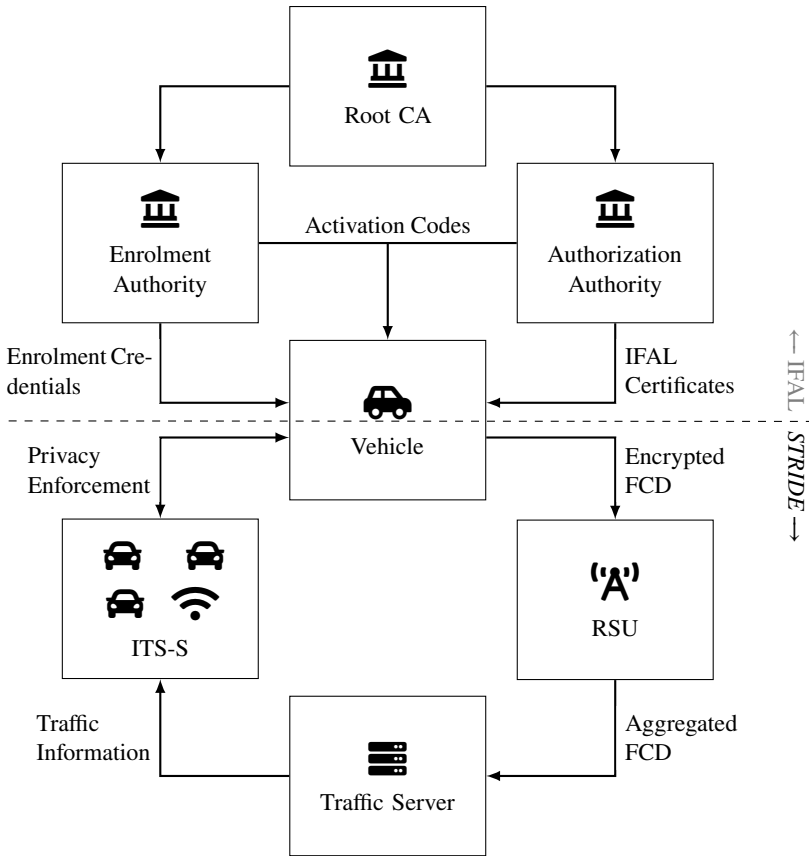 Root CA
Activation Codes
Enrolment
Authority
Authorization
Authority
Enrolment Cre-
dentials
IFAL
Certificates
← IFAL
Vehicle
STRIDE →
Privacy
Enforcement
Encrypted
FCD
ITS-S
RSU
Traffic
Information
Aggregated
FCD
Traffic Server